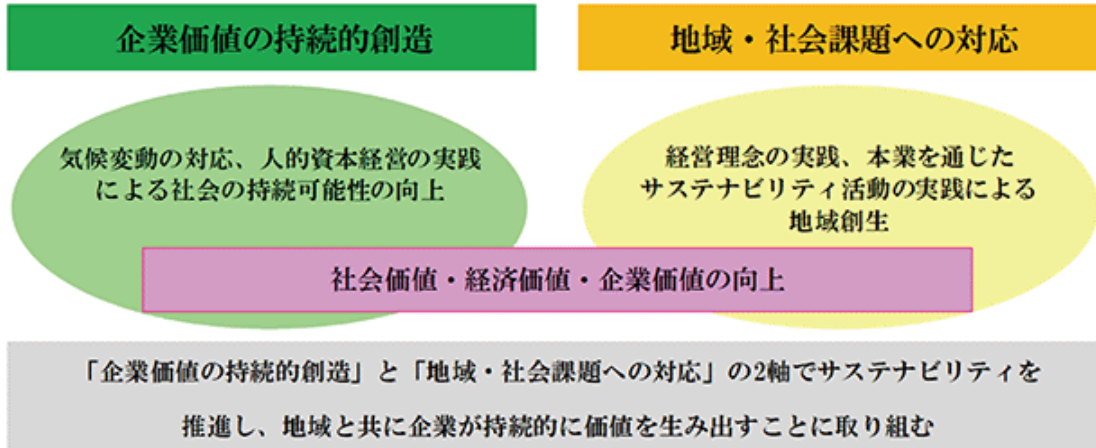 企業価値の持続的創造
地域・社会課題への対応
気候変動の対応、人的資本経営の実践
による社会の持続可能性の向上
経営理念の実践、本業を通じた
サステナビリティ活動の実践による
地域創生
社会価値・経済価値・企業価値の向上
「企業価値の持続的創造」と「地域・社会課題への対応」の2軸でサステナビリティを
推進し、地域と共に企業が持続的に価値を生み出すことに取り組む